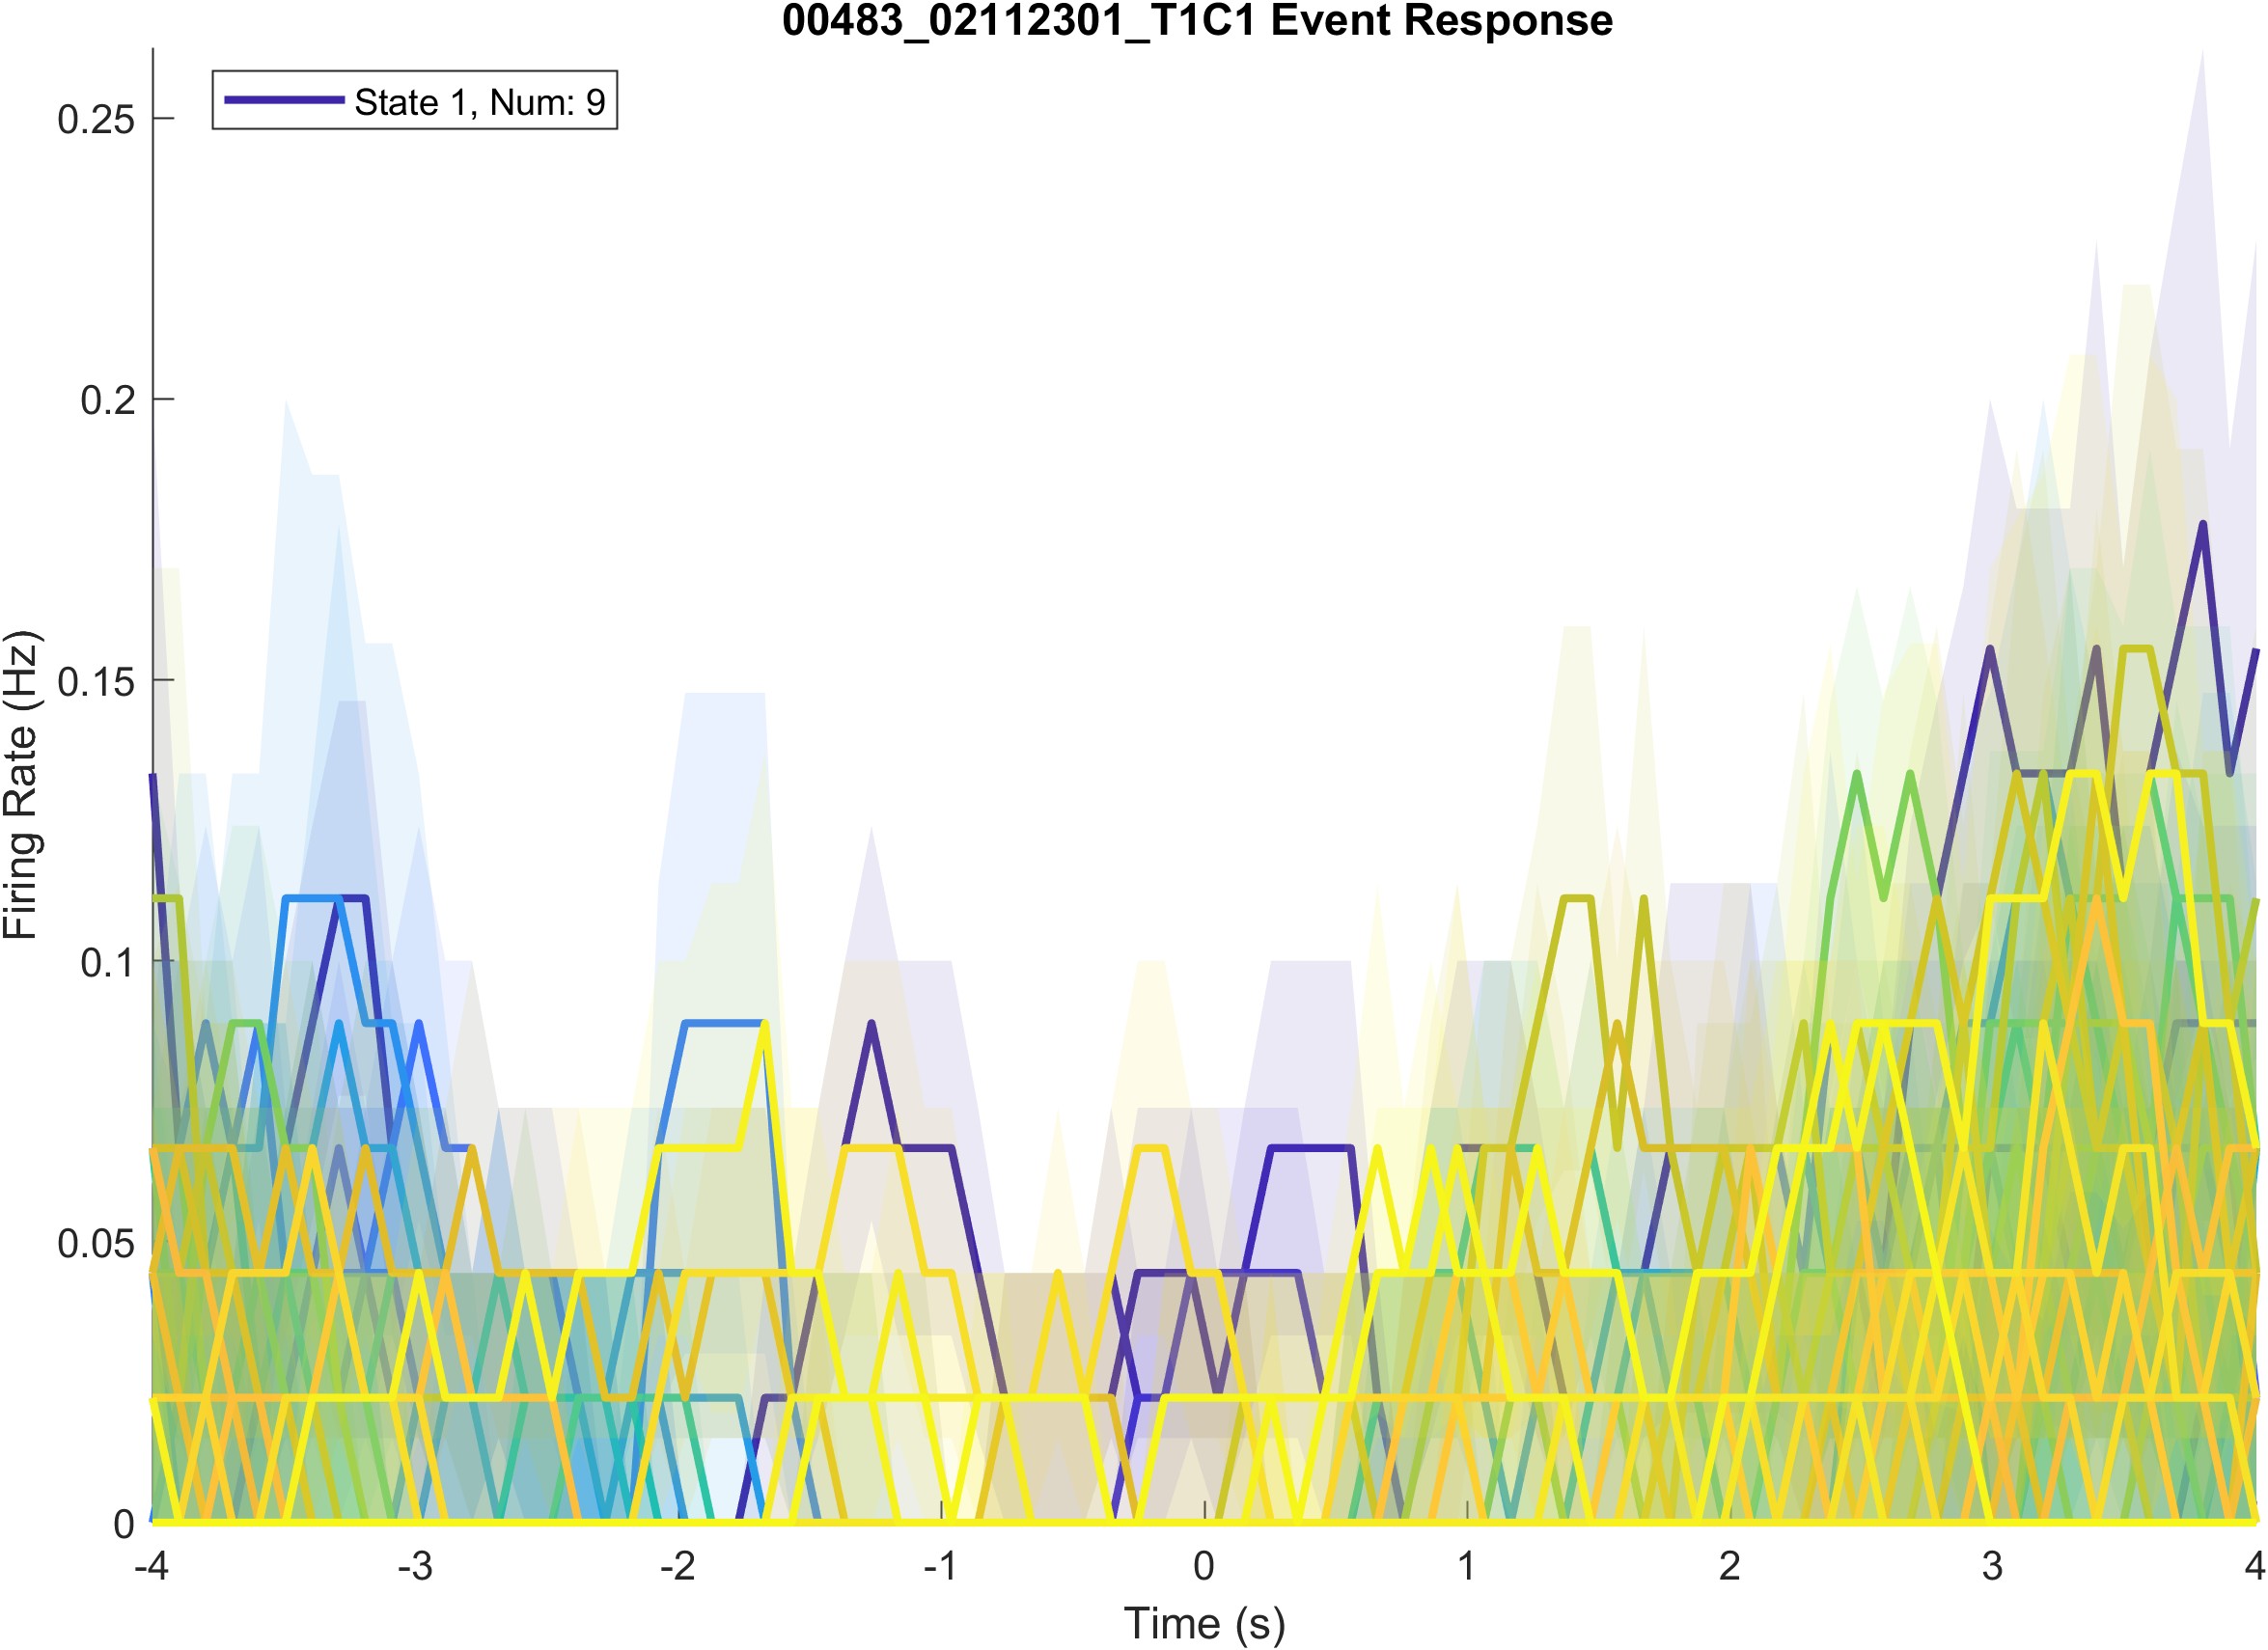 00483_02112301_T1C1 Event Response
State 1, Num: 9
0.25
0.2
0.15
0.1
0.05
0
Firing Rate (Hz)
-4 -3 -2 -1 0 1 2 3 4
Time (s)